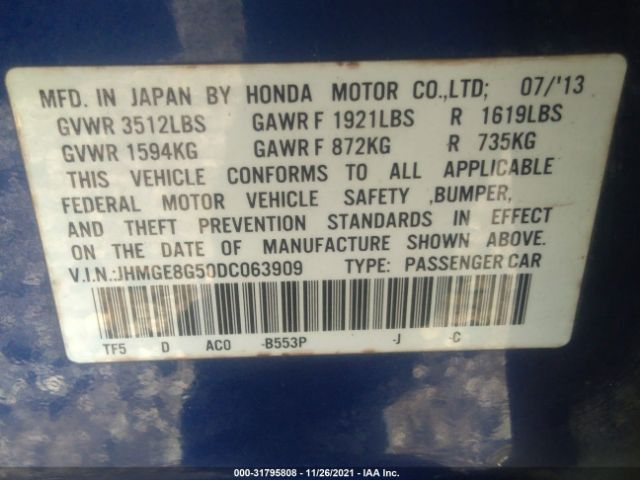 MFD. IN JAPAN BY HONDA MOTOR CO.,LTD; 07/'13
GVWR 3512LBS GAWR F 1921LBS R 1619LBS
GVWR 1594KG GAWR F 872KG R 735KG
THIS VEHICLE CONFORMS TO ALL APPLICABLE
FEDERAL MOTOR VEHICLE SAFETY ,BUMPER,
AND THEFT PREVENTION STANDARDS IN EFFECT
ON THE DATE OF MANUFACTURE SHOWN ABOVE.
V.I.N.:JHMGE8G50DC063909 TYPE: PASSENGER CAR
TF5 D AC0 -B553P -J -C
000-31795808 - 11/26/2021 - IAA Inc.